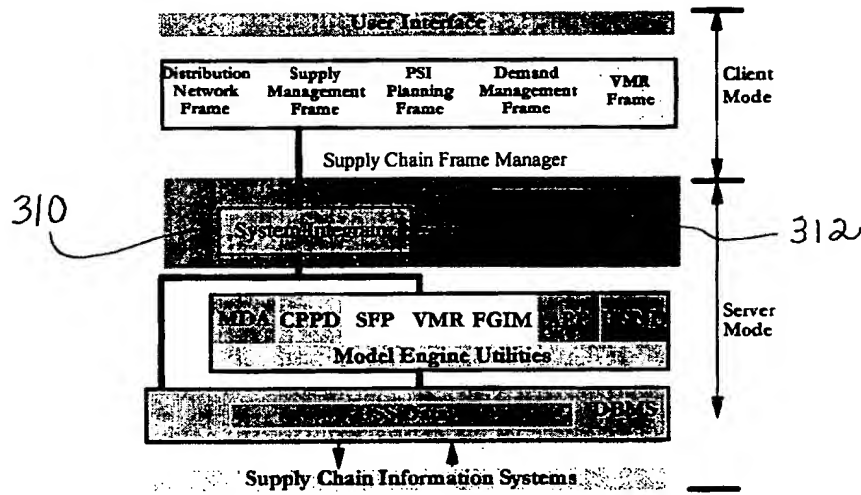 User Interface
Distribution Network Frame
Supply Management Frame
PSI Planning Frame
Demand Management Frame
VMR Frame
Client Mode
Supply Chain Frame Manager
310
System Integrator
312
MDA CPPD SFP VMR FGIM
Model Engine Utilities
Server Mode
DBMS
Supply Chain Information Systems